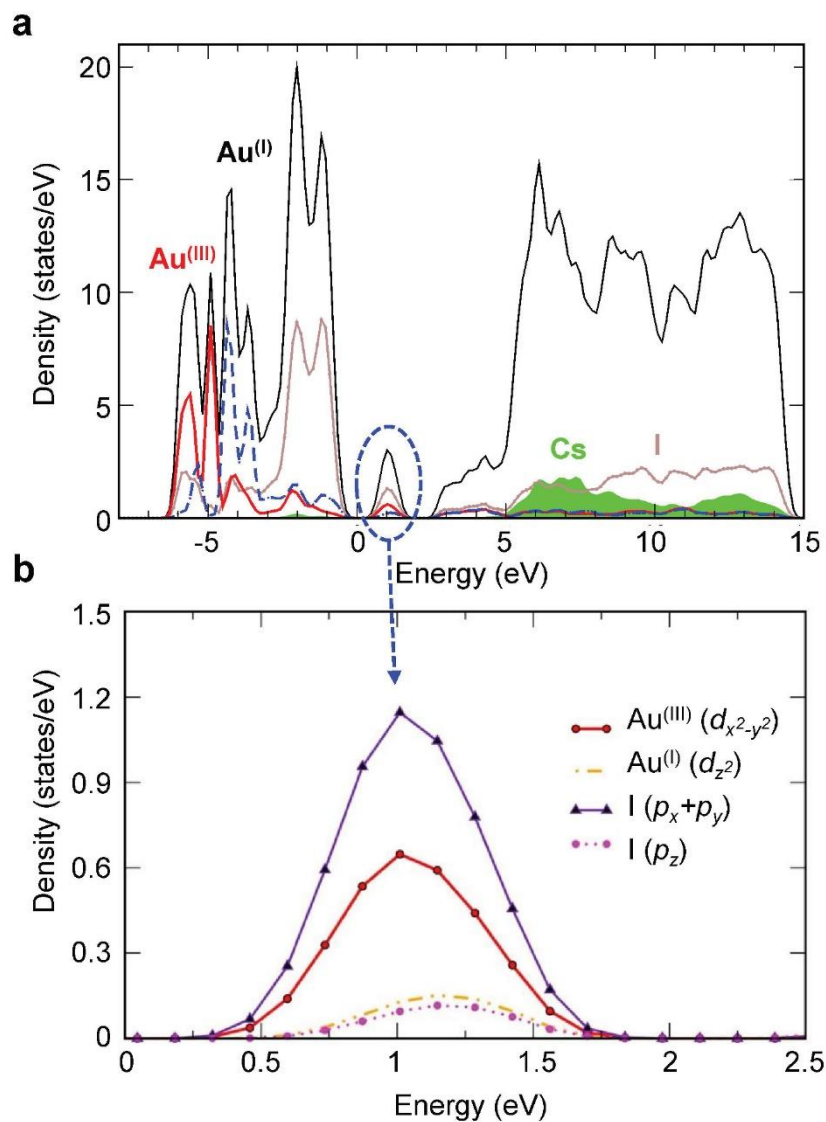 a
20
15
10
5
0
Density (states/eV)
Au(I)
Au(III)
Cs
I
-5
0
5
10
15
Energy (eV)
b
1.5
1.2
0.9
0.6
0.3
0
Density (states/eV)
Au(III) (dx²-y²)
Au(I) (dz²)
I (px+py)
I (pz)
0
0.5
1
1.5
2
2.5
Energy (eV)